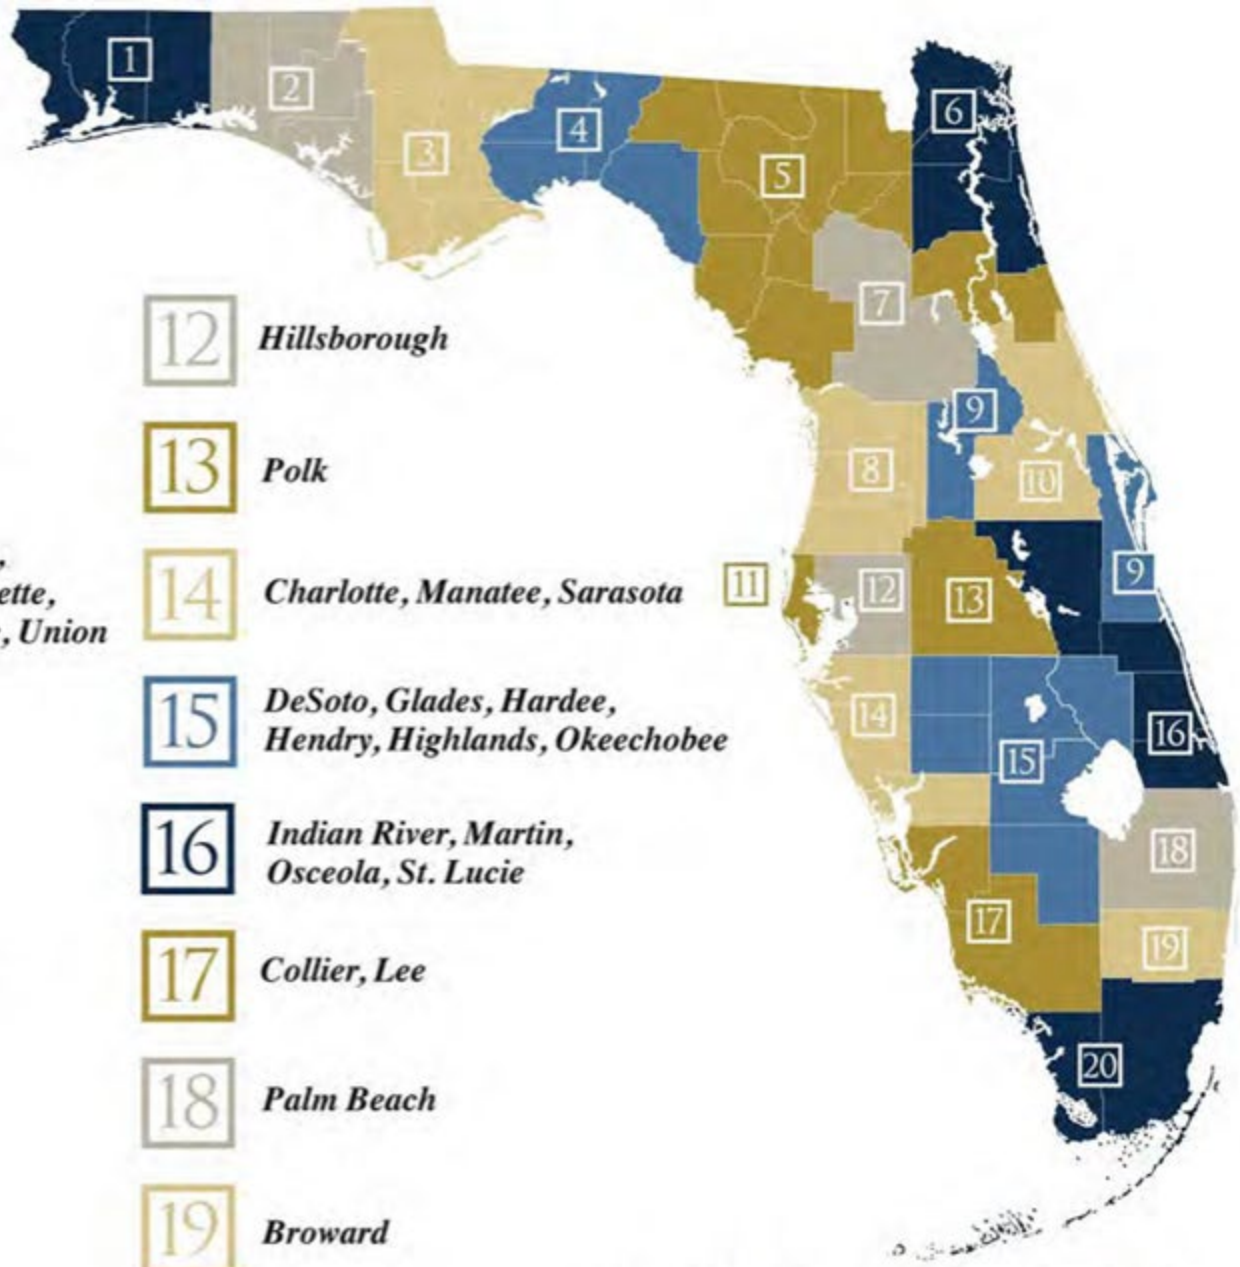 1
2
3
4
5
6
7
8
9
10
11
12
13
9
14
15
16
17
18
19
20
12 Hillsborough
13 Polk
,
ette,
, Union
14 Charlotte, Manatee, Sarasota
15 DeSoto, Glades, Hardee,
Hendry, Highlands, Okeechobee
16 Indian River, Martin,
Osceola, St. Lucie
17 Collier, Lee
18 Palm Beach
19 Broward